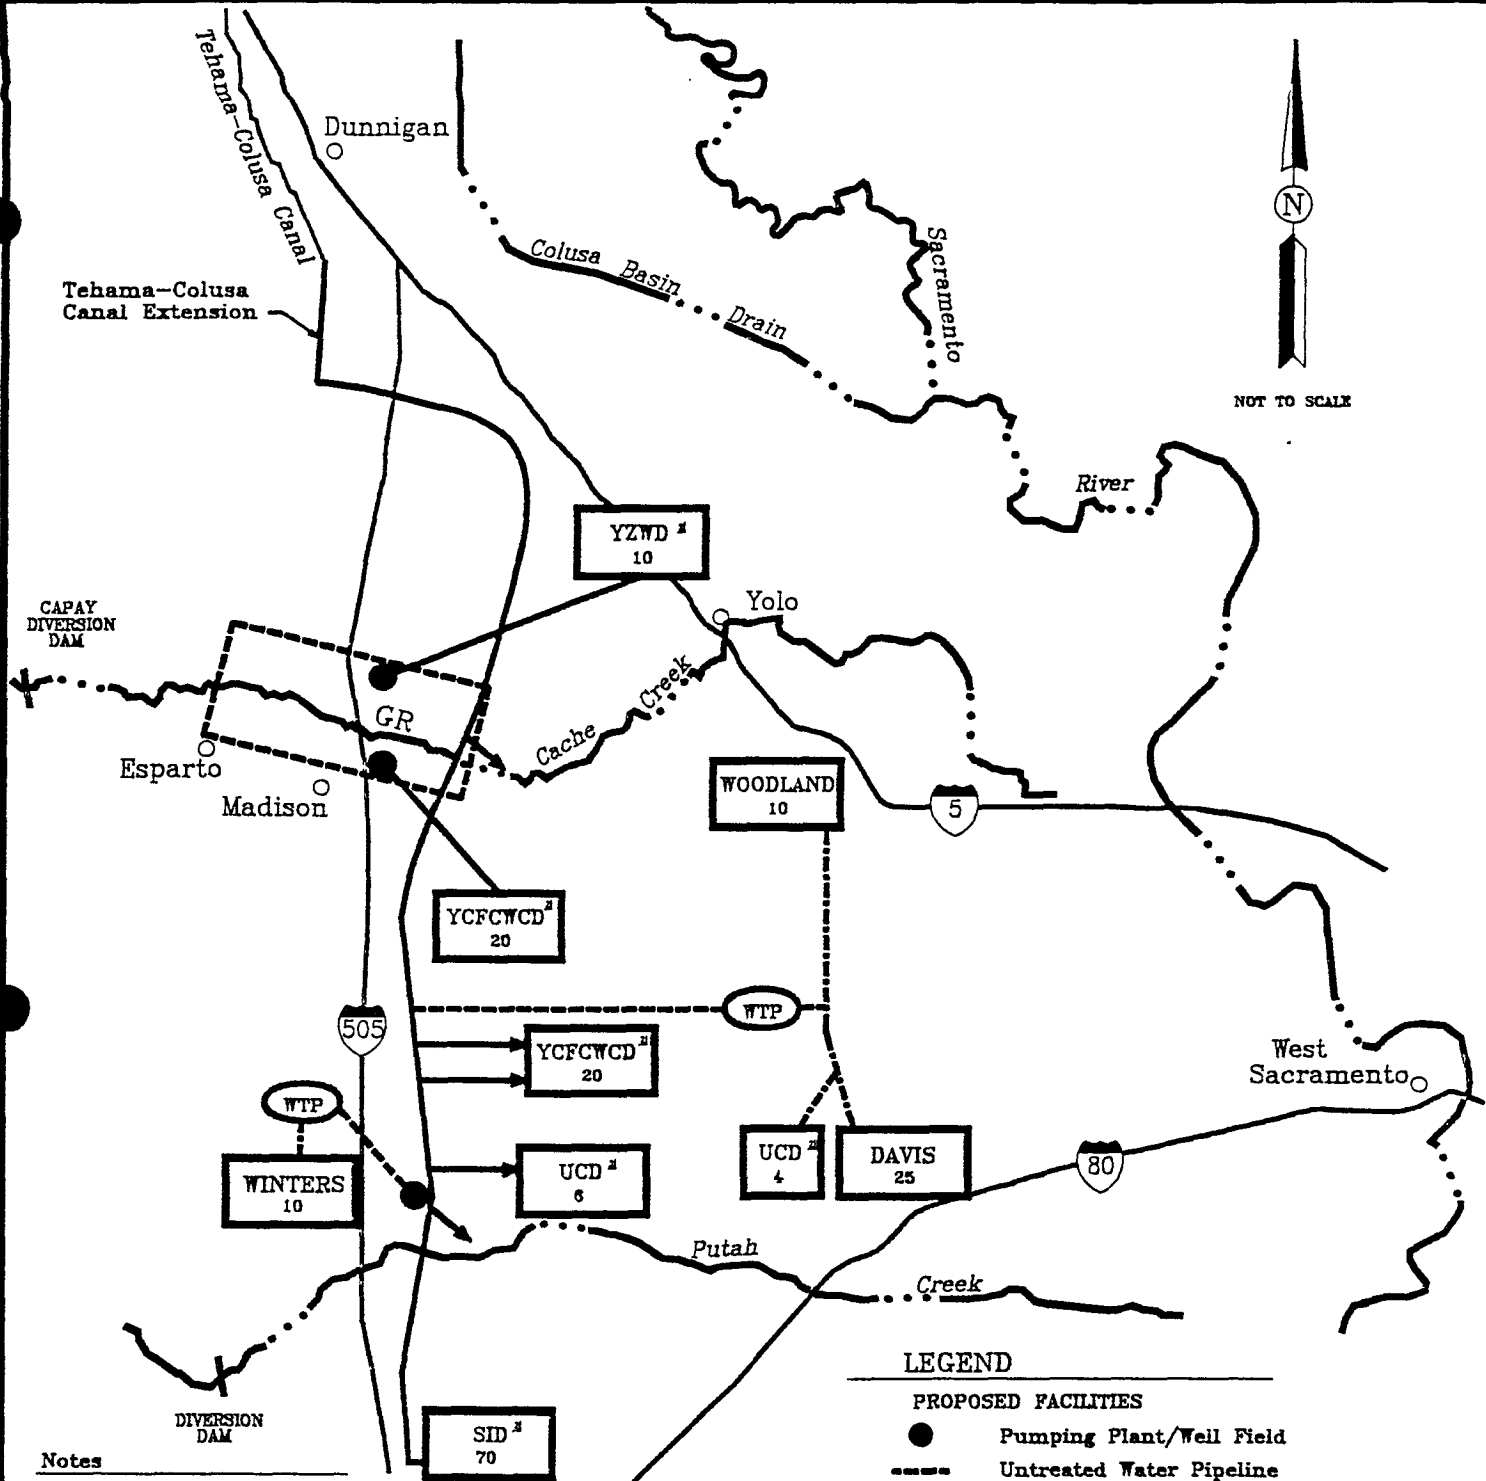 Tehama-Colusa Canal
Dunnigan
Tehama-Colusa
Canal Extension
Colusa Basin Drain
Sacramento
River
N
NOT TO SCALE
YZWD
10
CAPAY
DIVERSION
DAM
Yolo
GR
Cache Creek
Esparto
Madison
WOODLAND
10
5
YCFCWCD
20
WTP
505
YCFCWCD
20
West
Sacramento
WTP
UCD
4
DAVIS
25
80
WINTERS
10
UCD
6
Putah
Creek
DIVERSION
DAM
SID
70
Notes
LEGEND
PROPOSED FACILITIES
Pumping Plant/Well Field
Untreated Water Pipeline